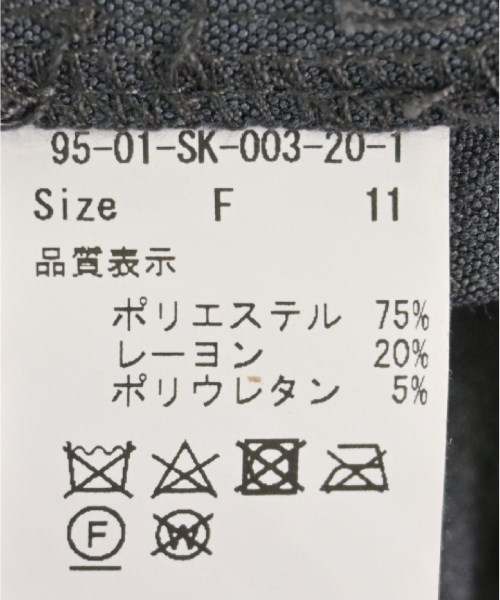 95-01-SK-003-20-1
Size F 11
品質表示
ポリエステル 75%
レーヨン 20%
ポリウレタン 5%
F W